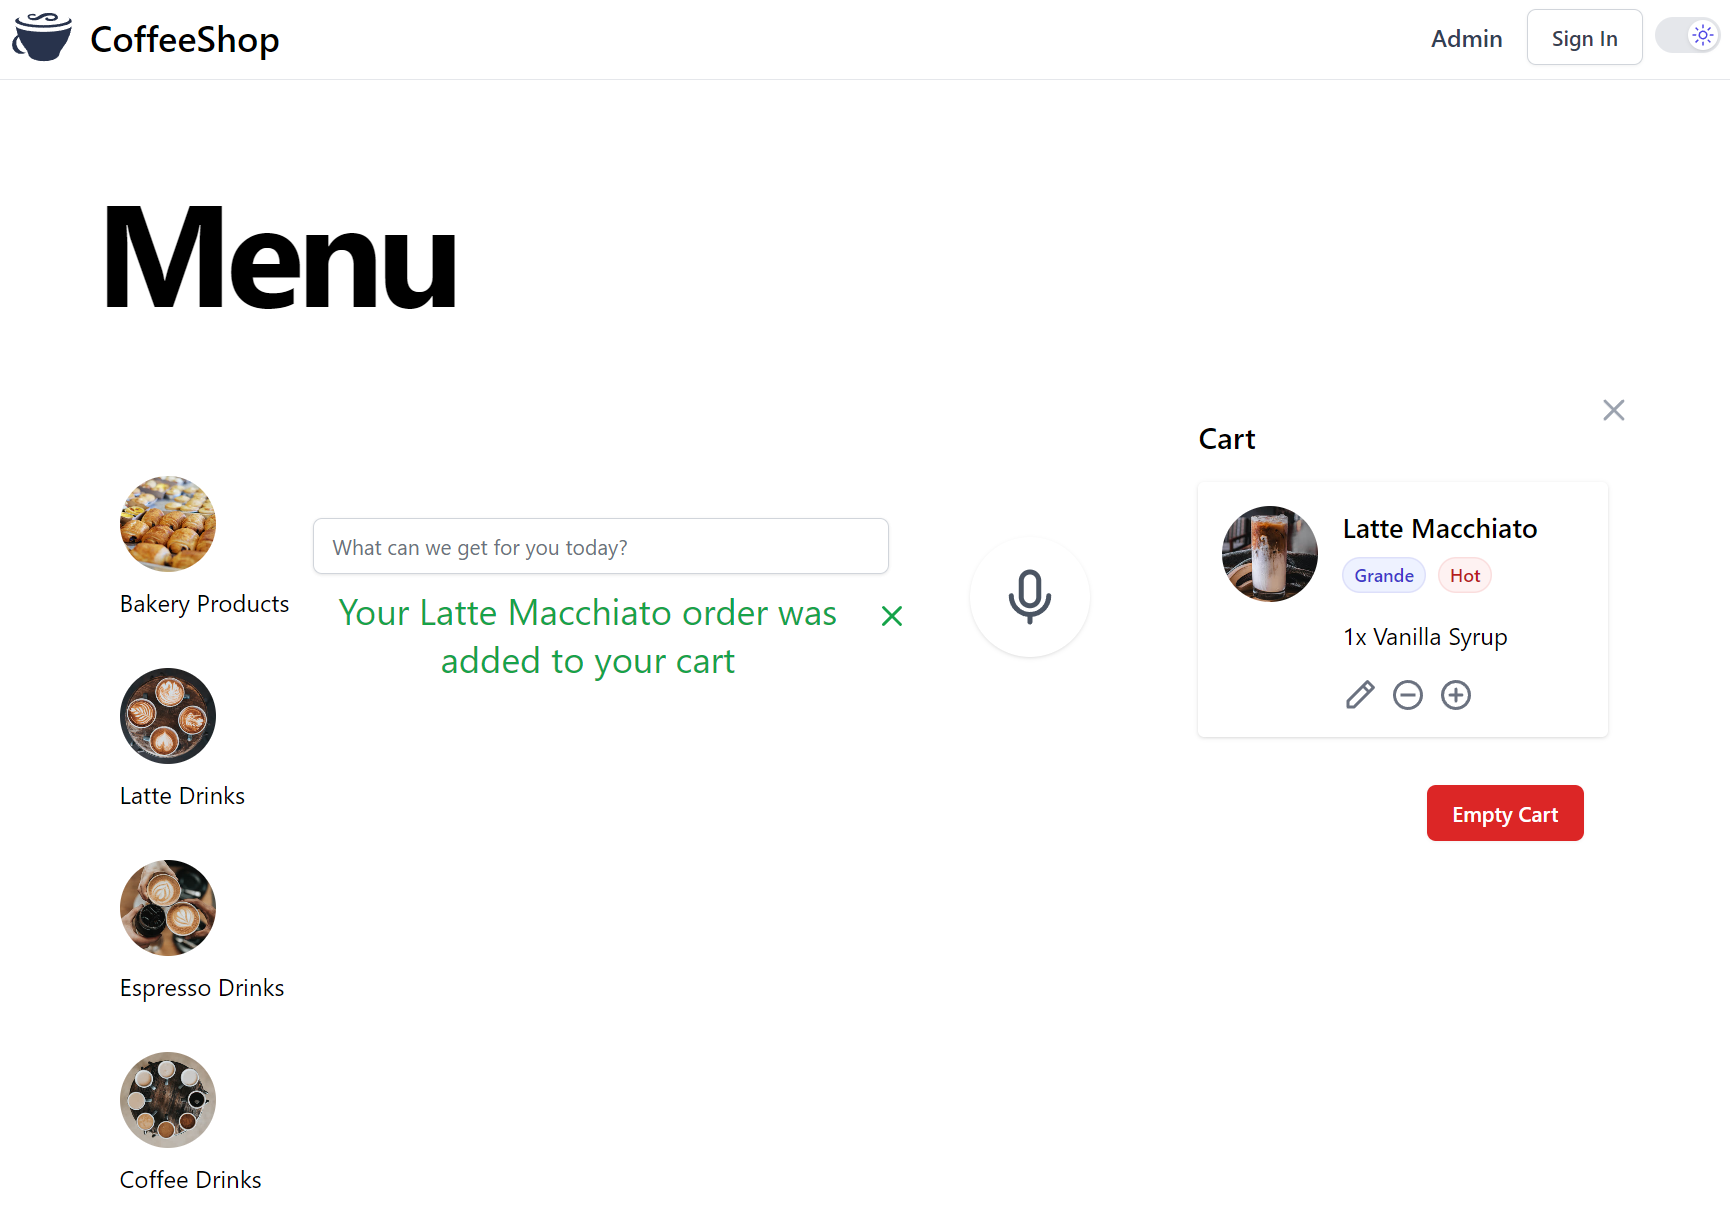 CoffeeShop
Admin
Sign In
Menu
Bakery Products
Latte Drinks
Espresso Drinks
Coffee Drinks
What can we get for you today?
Your Latte Macchiato order was
added to your cart
Cart
Latte Macchiato
Grande
Hot
1x Vanilla Syrup
Empty Cart